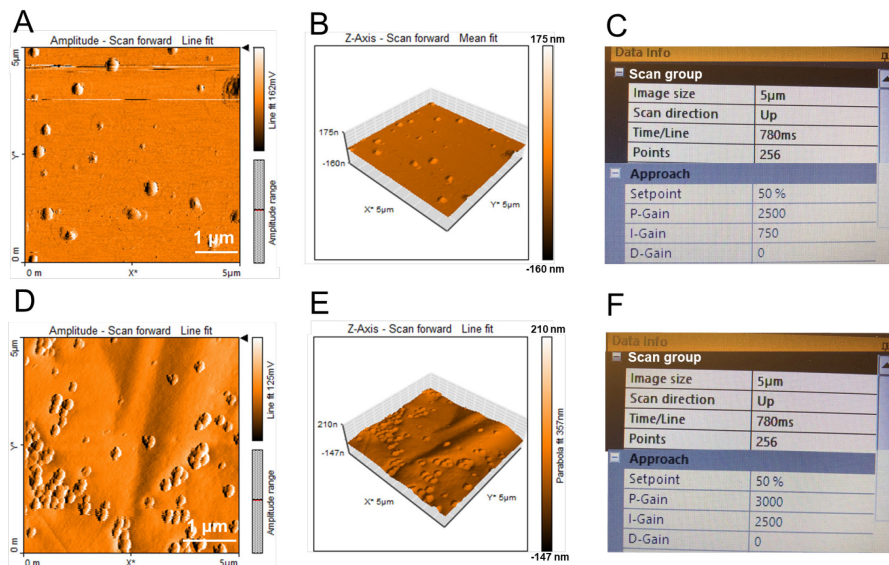 A
Amplitude - Scan forward Line fit
5µm
Y*
0 m
0 m X* 5µm
1 µm
Line fit 162mV
Amplitude range
B
Z-Axis - Scan forward Mean fit
175 nm
175n
-160n
X* 5µm
Y* 5µm
-160 nm
C
Data Info
Scan group
Image size 5µm
Scan direction Up
Time/Line 780ms
Points 256
Approach
Setpoint 50 %
P-Gain 2500
I-Gain 750
D-Gain 0
D
Amplitude - Scan forward Line fit
5µm
Y*
0 m
0 m X* 5µm
1 µm
Line fit 125mV
Amplitude range
E
Z-Axis - Scan forward Line fit
210 nm
210n
-147n
X* 5µm
Y* 5µm
Parabola fit 357nm
-147 nm
F
Data Info
Scan group
Image size 5µm
Scan direction Up
Time/Line 780ms
Points 256
Approach
Setpoint 50 %
P-Gain 3000
I-Gain 2500
D-Gain 0